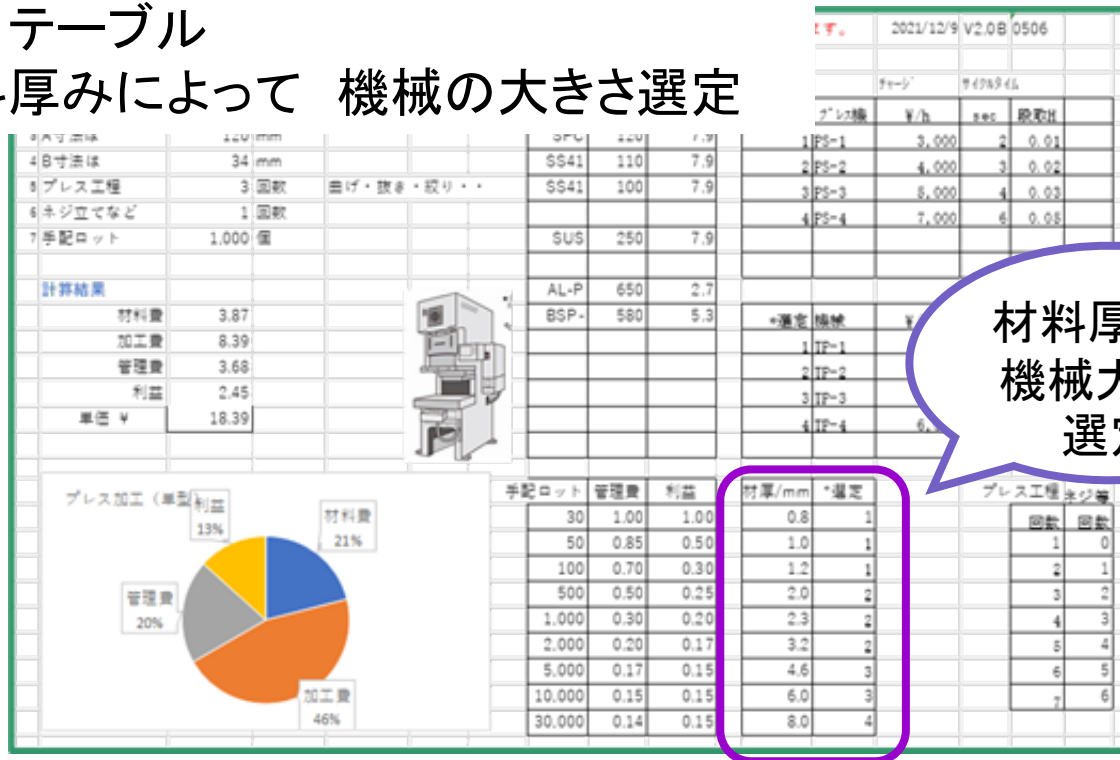 テーブル
厚みによって 機械の大きさ選定
す。 2021/12/9 V2.0B 0506
チャージ サイクルタイム
プレス機 ¥/h sec 段取H
3 A寸法は 120 mm SPC 120 7.9 1 PS-1 3,000 2 0.01
4 B寸法は 34 mm SS41 110 7.9 2 PS-2 4,000 3 0.02
5 プレス工程 3 回数 曲げ・抜き・絞り・・ SS41 100 7.9 3 PS-3 5,000 4 0.03
6 ネジ立てなど 1 回数 4 PS-4 7,000 6 0.05
7 手配ロット 1,000 個 SUS 250 7.9
計算結果 AL-P 650 2.7
材料費 3.87 BSP- 580 5.3 *選定 機械 ¥
加工費 8.39 1 TP-1
管理費 3.68 2 TP-2
利益 2.45 3 TP-3
単価 ¥ 18.39 4 TP-4 6,
材料厚
機械大
選定
プレス加工（単型）
利益
13%
材料費
21%
管理費
20%
加工費
46%
手配ロット 管理費 利益 材厚/mm *選定 プレス工程 ネジ等
30 1.00 1.00 0.8 1 回数 回数
50 0.85 0.50 1.0 1 1 0
100 0.70 0.30 1.2 1 2 1
500 0.50 0.25 2.0 2 3 2
1,000 0.30 0.20 2.3 2 4 3
2,000 0.20 0.17 3.2 2 5 4
5,000 0.17 0.15 4.6 3 6 5
10,000 0.15 0.15 6.0 3 7 6
30,000 0.14 0.15 8.0 4